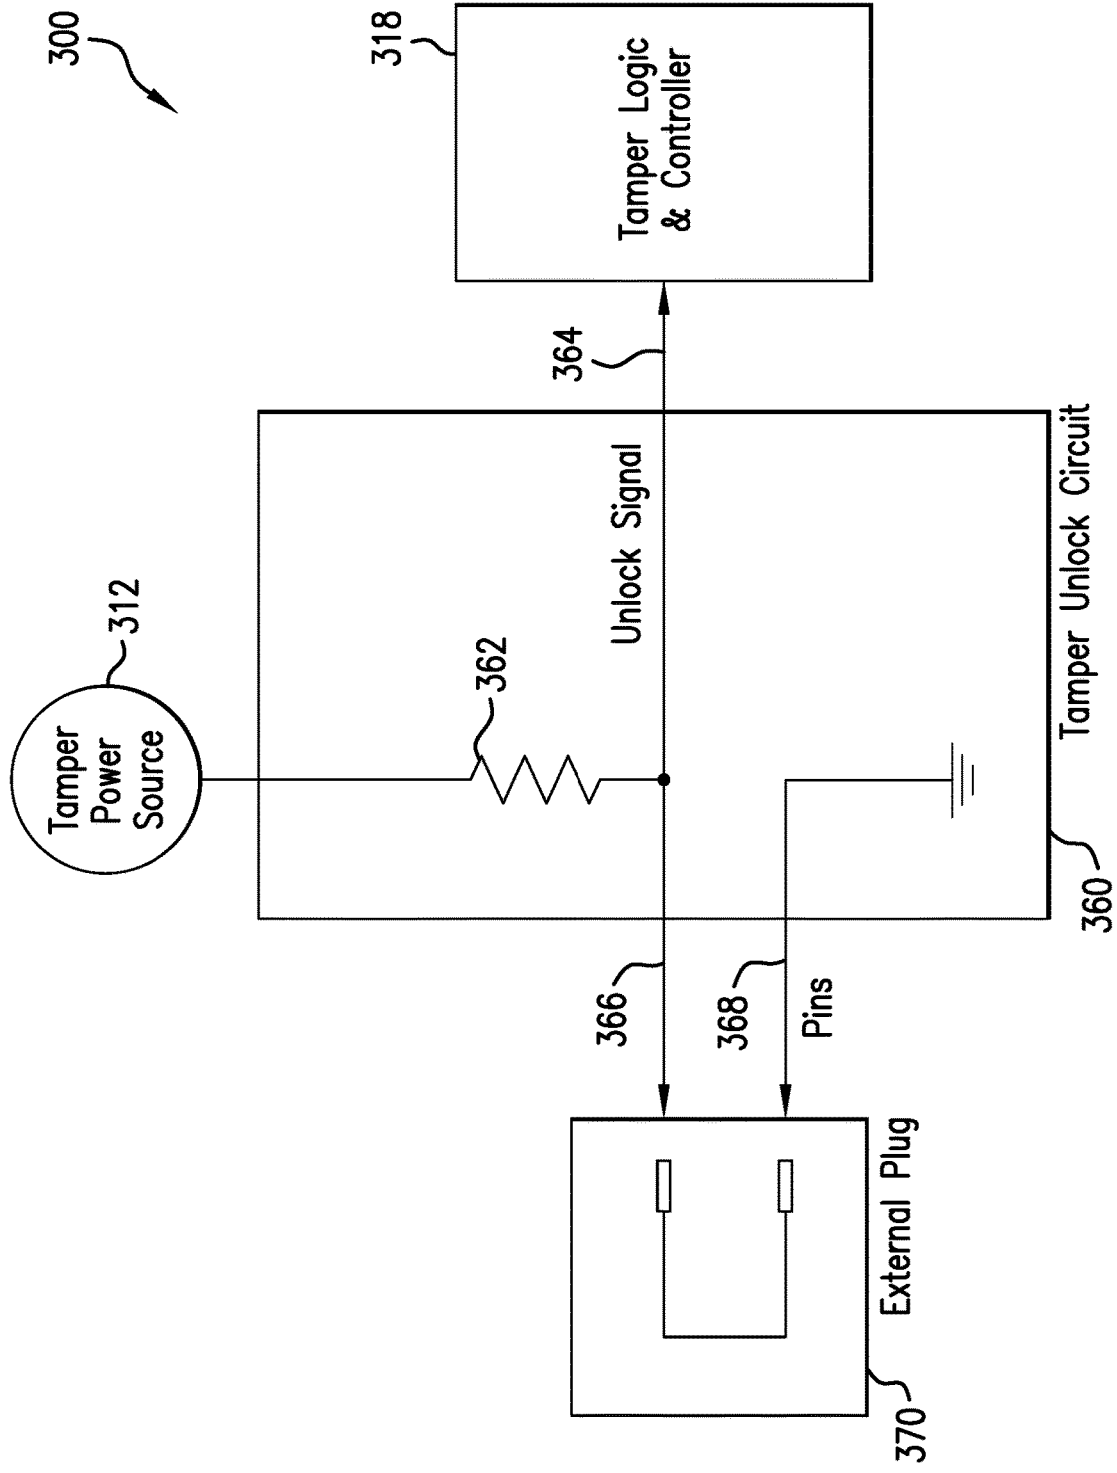 300
318
Tamper Logic
& Controller
364
312
Tamper
Power
Source
362
Unlock Signal
Tamper Unlock Circuit
360
366
368
Pins
External Plug
370